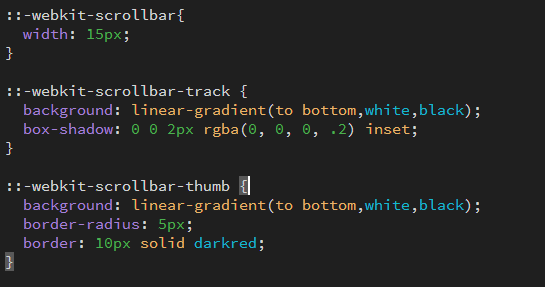 ::-webkit-scrollbar{
  width: 15px;
}

::-webkit-scrollbar-track {
  background: linear-gradient(to bottom,white,black);
  box-shadow: 0 0 2px rgba(0, 0, 0, .2) inset;
}

::-webkit-scrollbar-thumb {
  background: linear-gradient(to bottom,white,black);
  border-radius: 5px;
  border: 10px solid darkred;
}